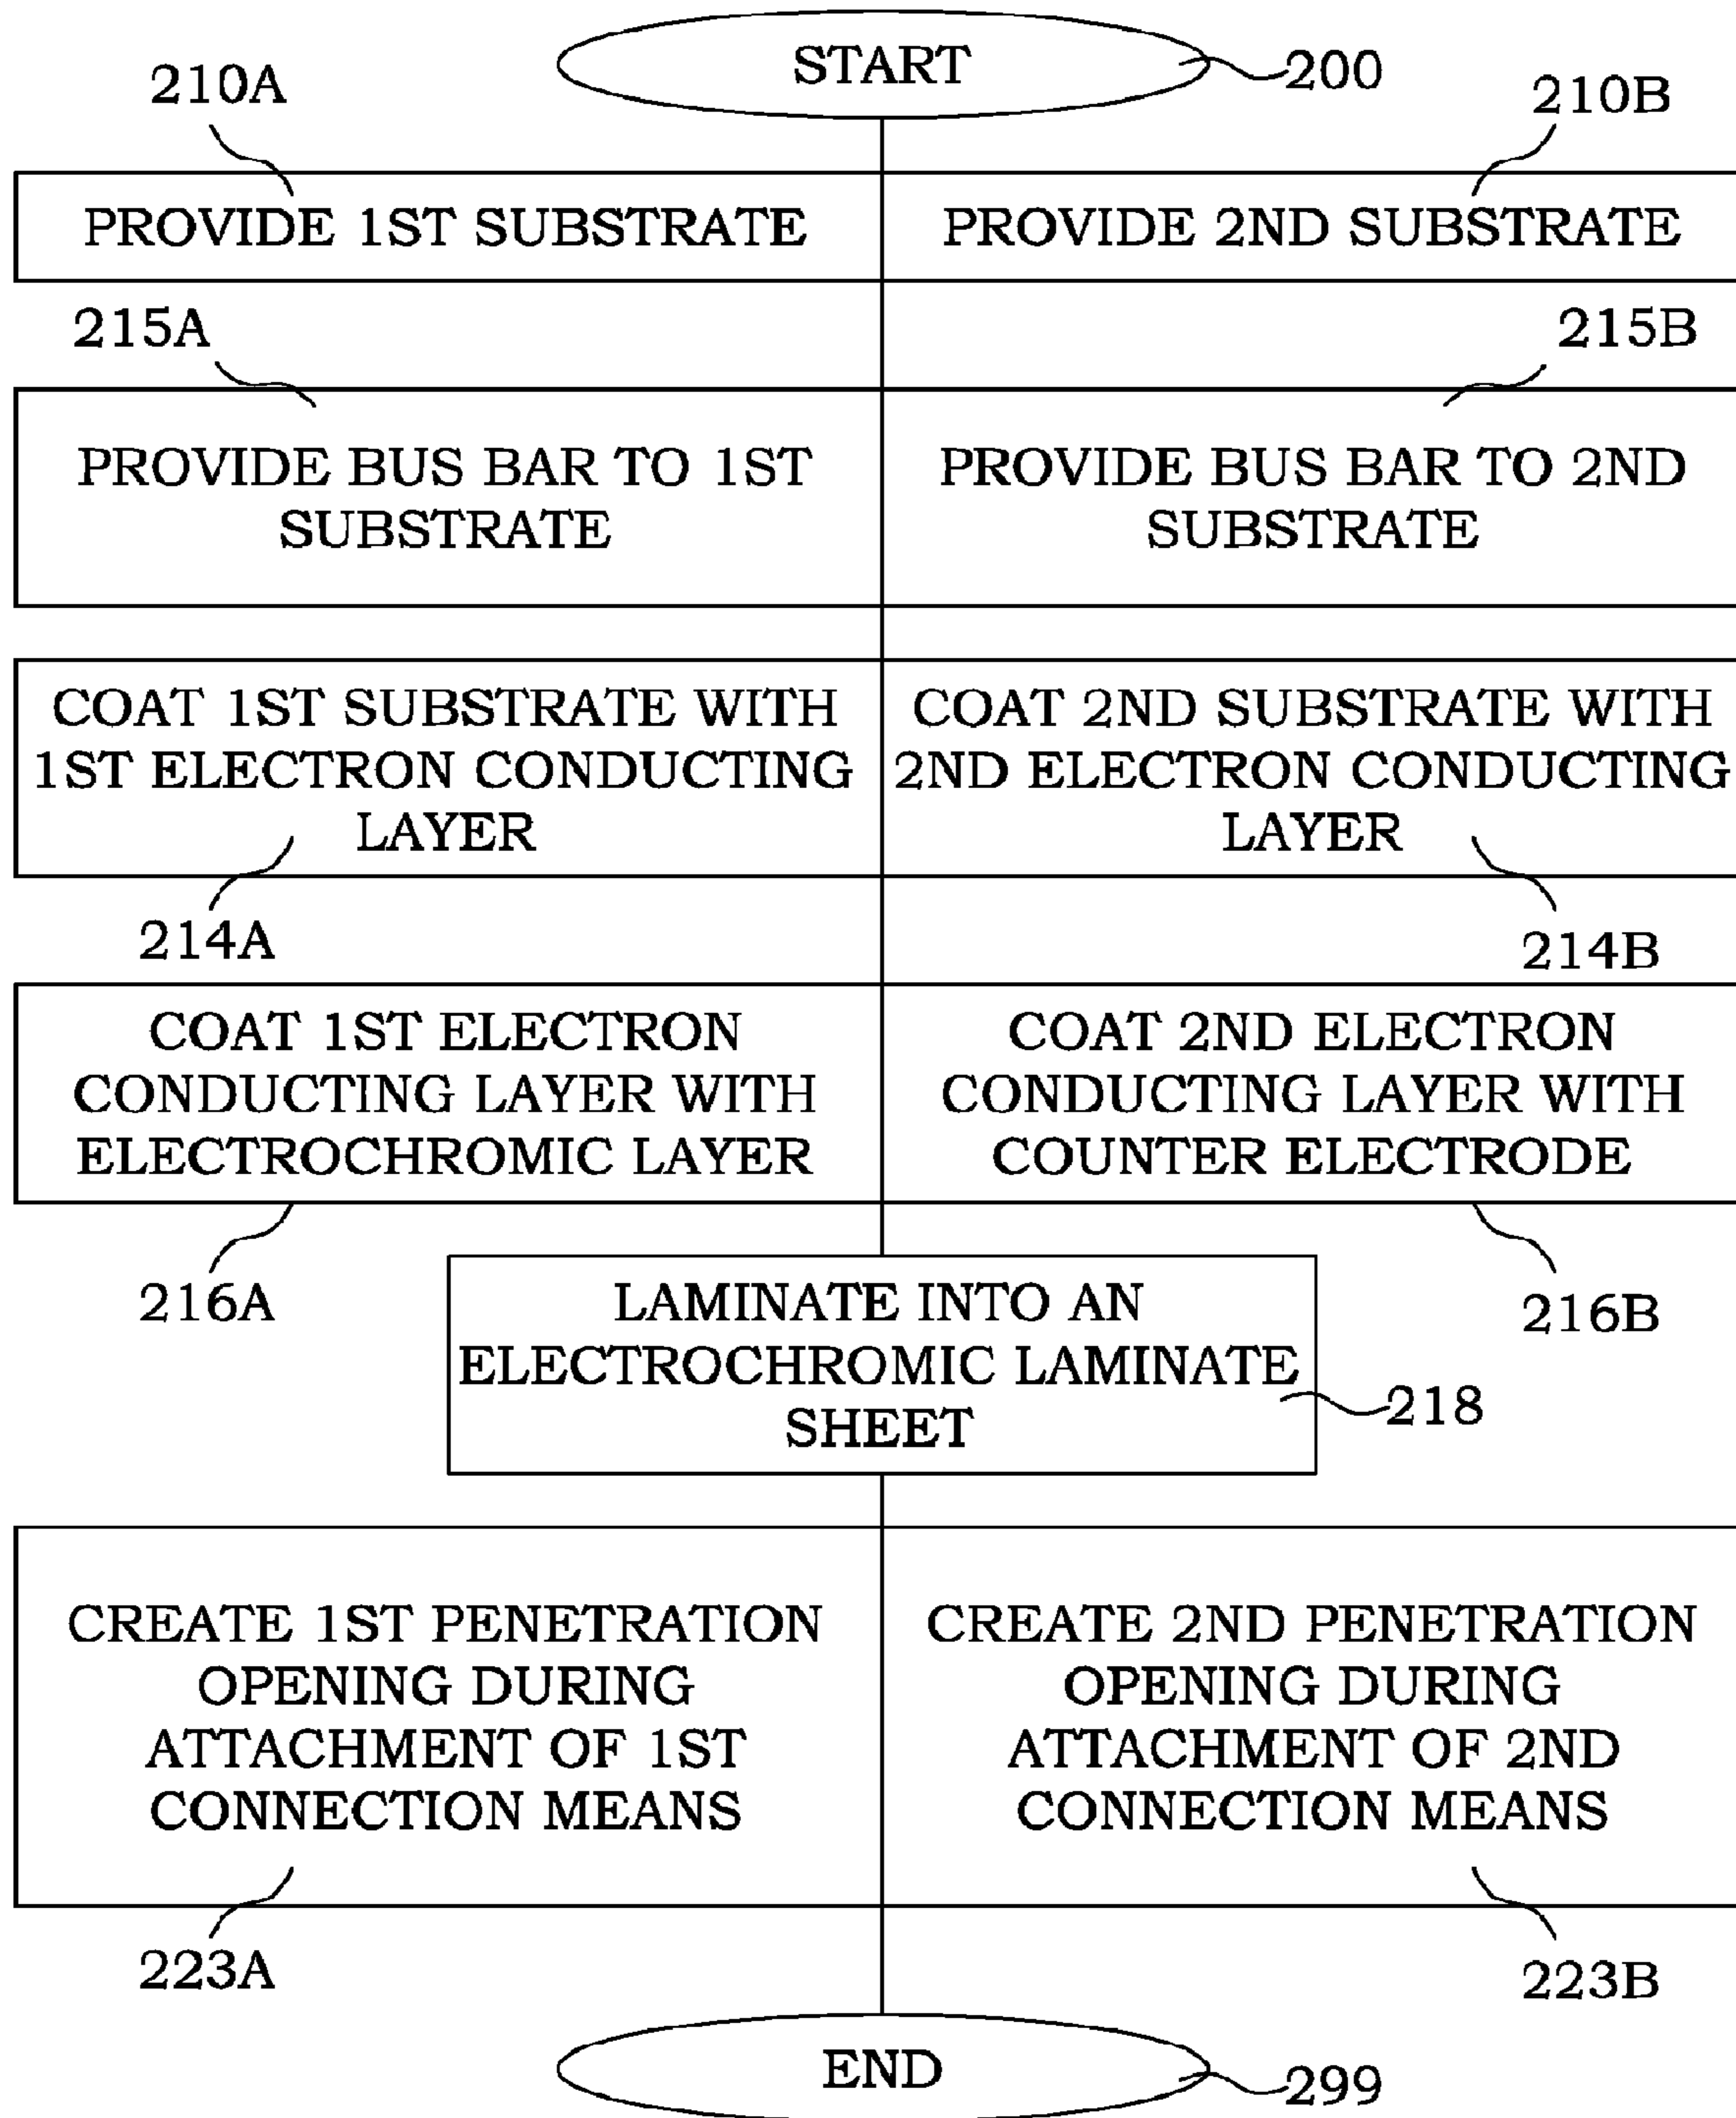 START
200
210A
210B
PROVIDE 1ST SUBSTRATE
PROVIDE 2ND SUBSTRATE
215A
215B
PROVIDE BUS BAR TO 1ST
SUBSTRATE
PROVIDE BUS BAR TO 2ND
SUBSTRATE
COAT 1ST SUBSTRATE WITH
1ST ELECTRON CONDUCTING
LAYER
COAT 2ND SUBSTRATE WITH
2ND ELECTRON CONDUCTING
LAYER
214A
214B
COAT 1ST ELECTRON
CONDUCTING LAYER WITH
ELECTROCHROMIC LAYER
COAT 2ND ELECTRON
CONDUCTING LAYER WITH
COUNTER ELECTRODE
216A
216B
LAMINATE INTO AN
ELECTROCHROMIC LAMINATE
SHEET
218
CREATE 1ST PENETRATION
OPENING DURING
ATTACHMENT OF 1ST
CONNECTION MEANS
CREATE 2ND PENETRATION
OPENING DURING
ATTACHMENT OF 2ND
CONNECTION MEANS
223A
223B
END
299